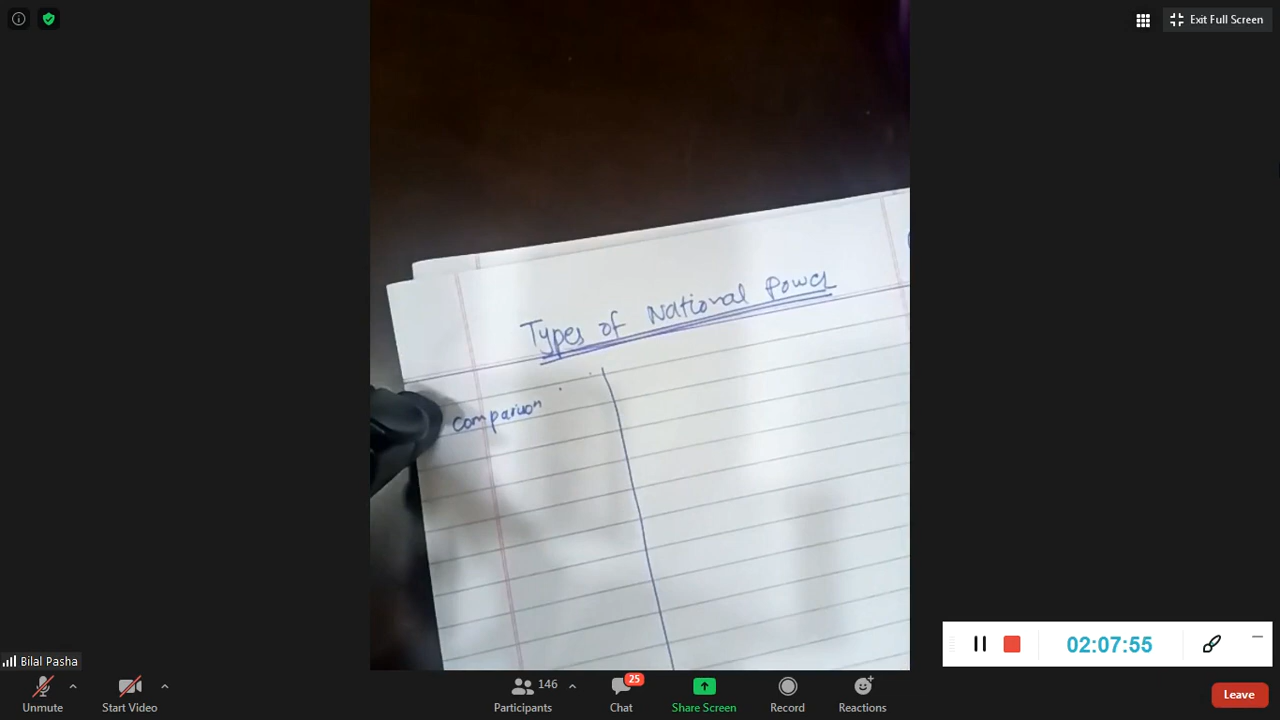 Exit Full Screen
Types of National Power
comparison
02:07:55
Bilal Pasha
146
25
Unmute
Start Video
Participants
Chat
Share Screen
Record
Reactions
Leave